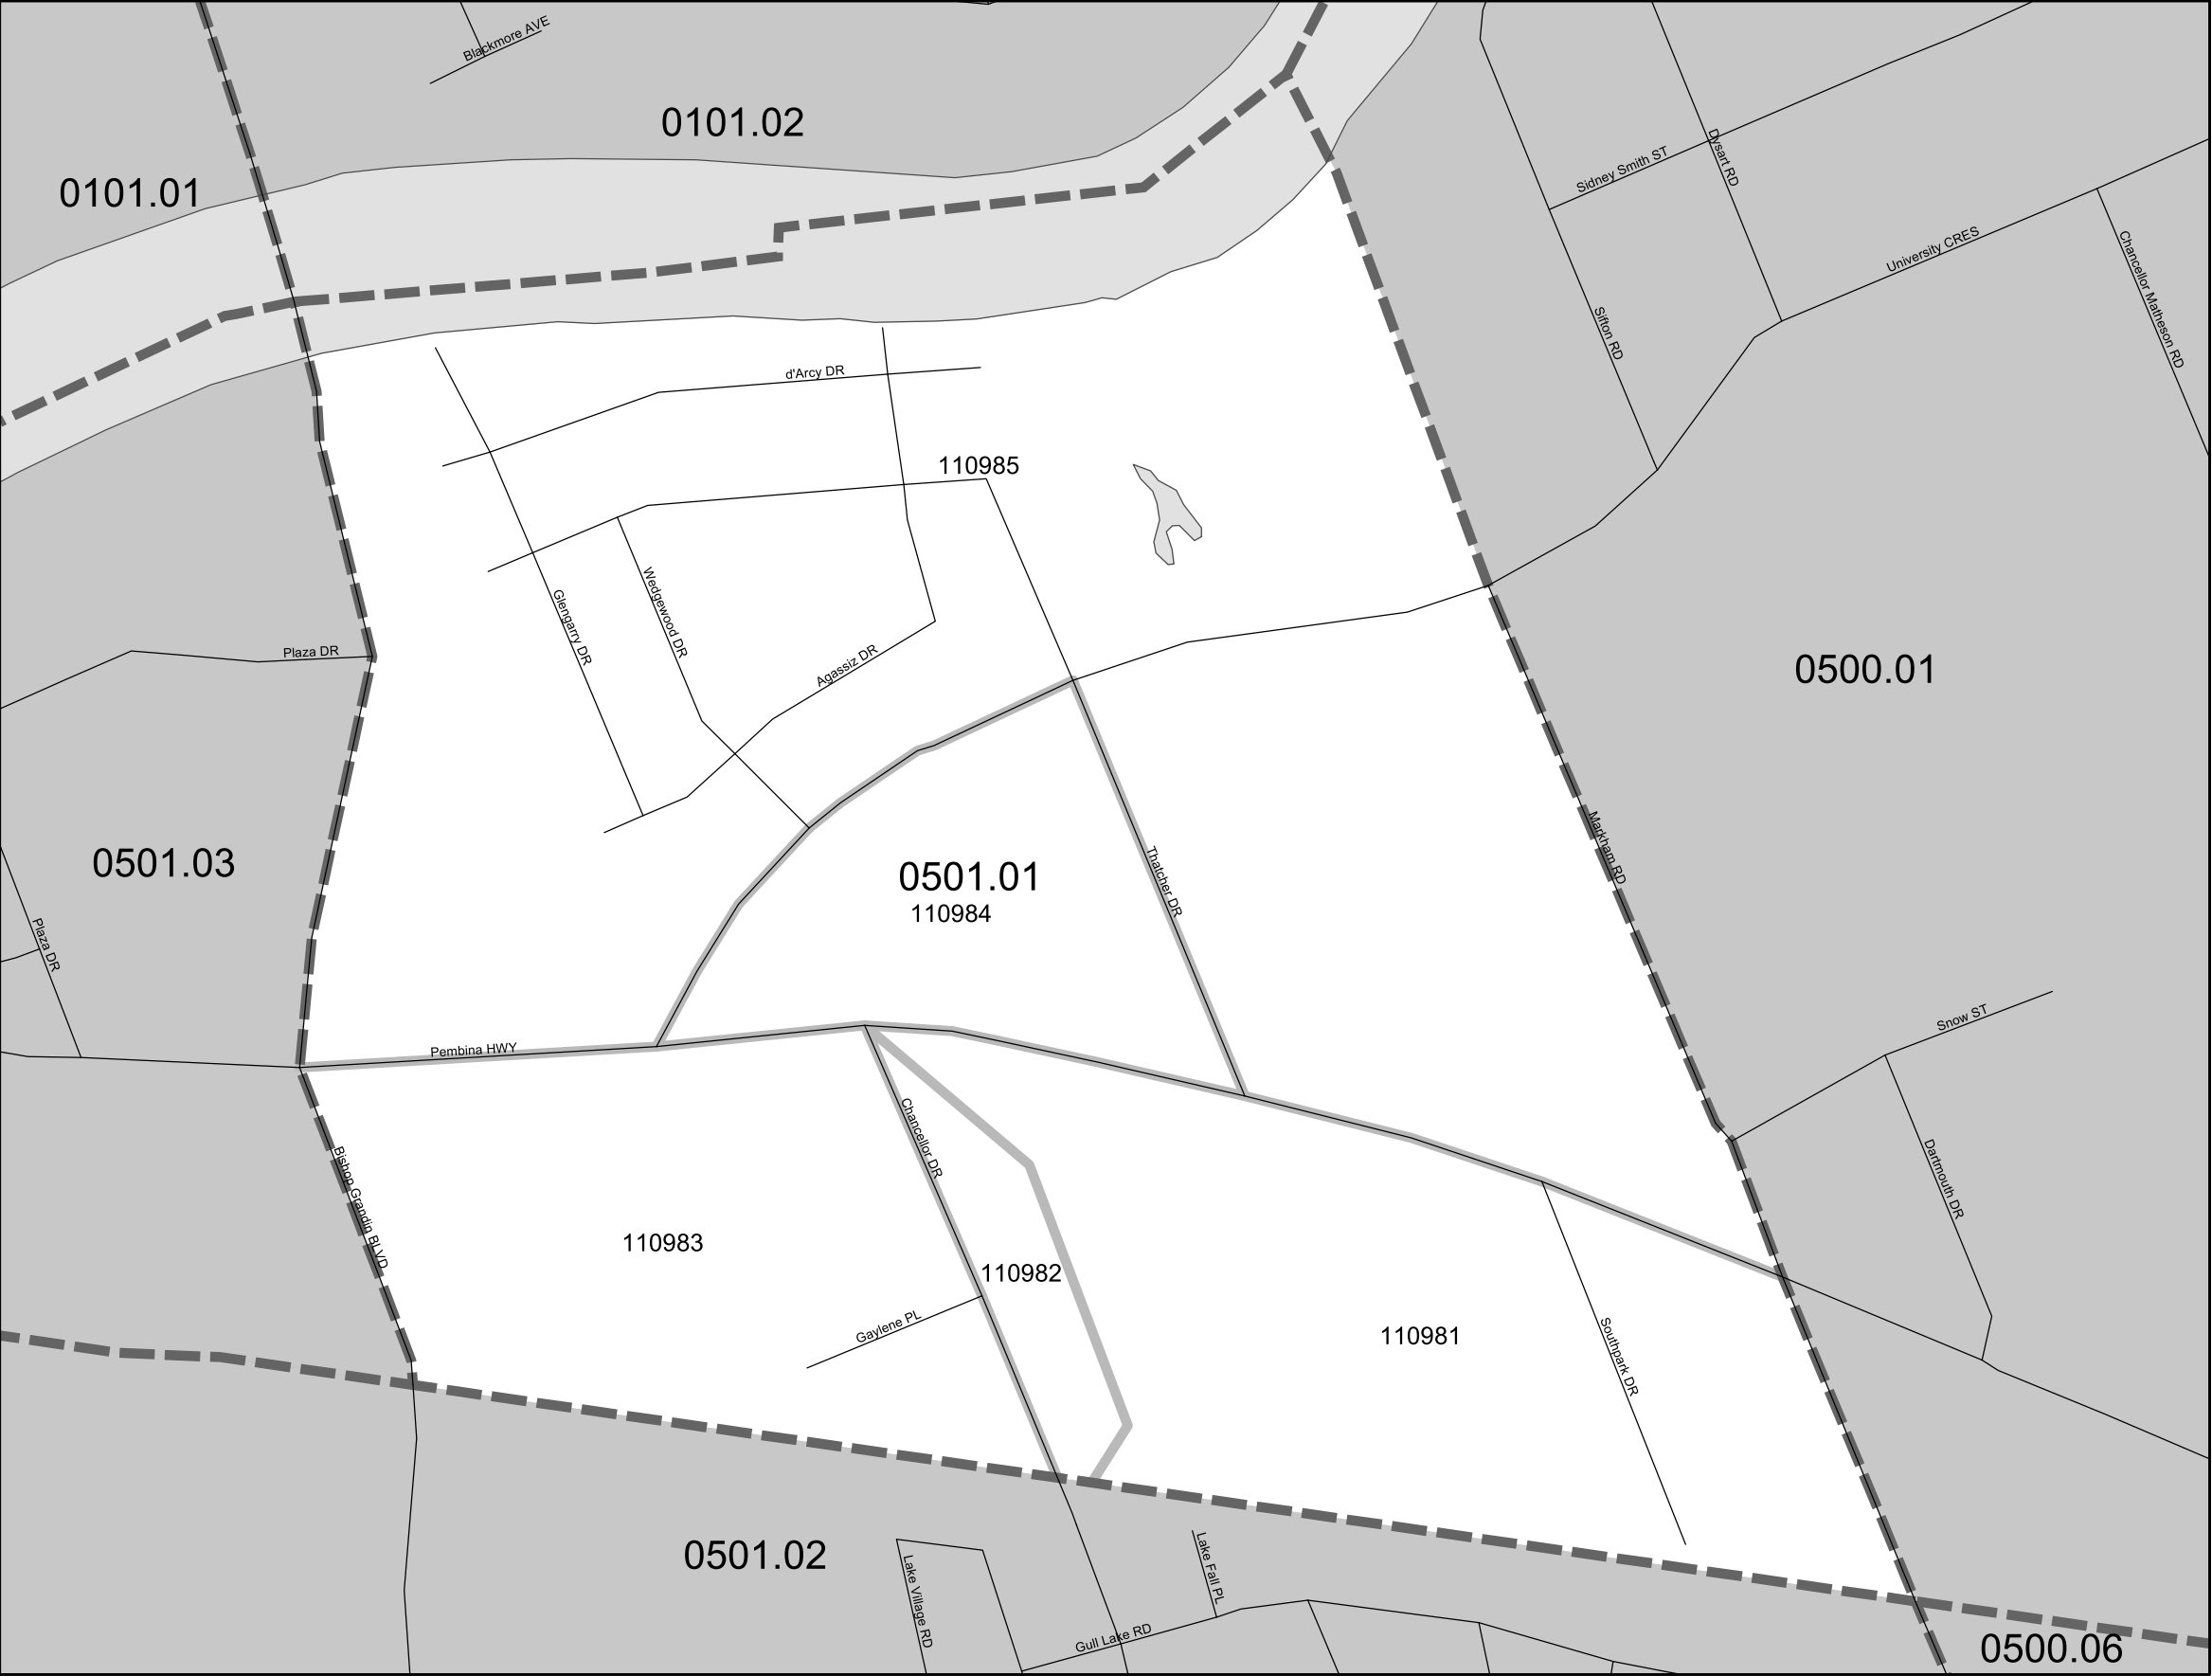 Blackmore AVE
0101.02
0101.01
Sidney Smith ST
Dysart RD
University CRES
Chancellor Matheson RD
Sifton RD
d'Arcy DR
110985
Plaza DR
Glengarry DR
Wedgewood DR
Agassiz DR
0500.01
0501.03
0501.01
110984
Thatcher DR
Markham RD
Plaza DR
Pembina HWY
Snow ST
Chancellor DR
Bishop Grandin BLVD
Dartmouth DR
110983
110982
Gaylene PL
110981
Southpark DR
0501.02
Lake Village RD
Lake Fall PL
Gull Lake RD
0500.06